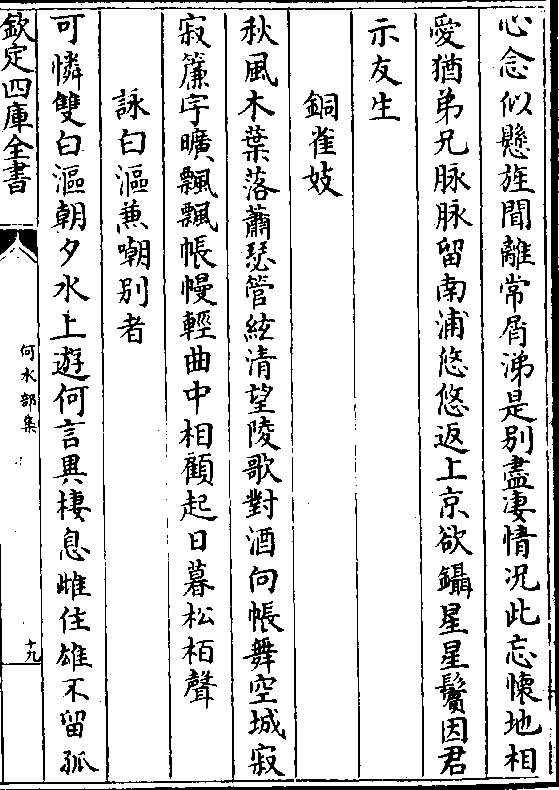 心念似懸旌聞離常屑涕是别盡淒情况此忘懷地相
愛猶弟兄脉脉留南浦悠悠返上京欲鑷星星鬢因君
示友生
銅雀妓
秋風木葉落蕭瑟管絃清望陵歌對酒向帳舞空城寂
寂簷宇曠飄飄帳幔輕曲中相顧起日暮松栢聲
詠白漚蒹嘲别者
可憐雙白漚朝夕水上遊何言異棲息雌住雄不留孤
欽定四庫全書
何水部集
十九